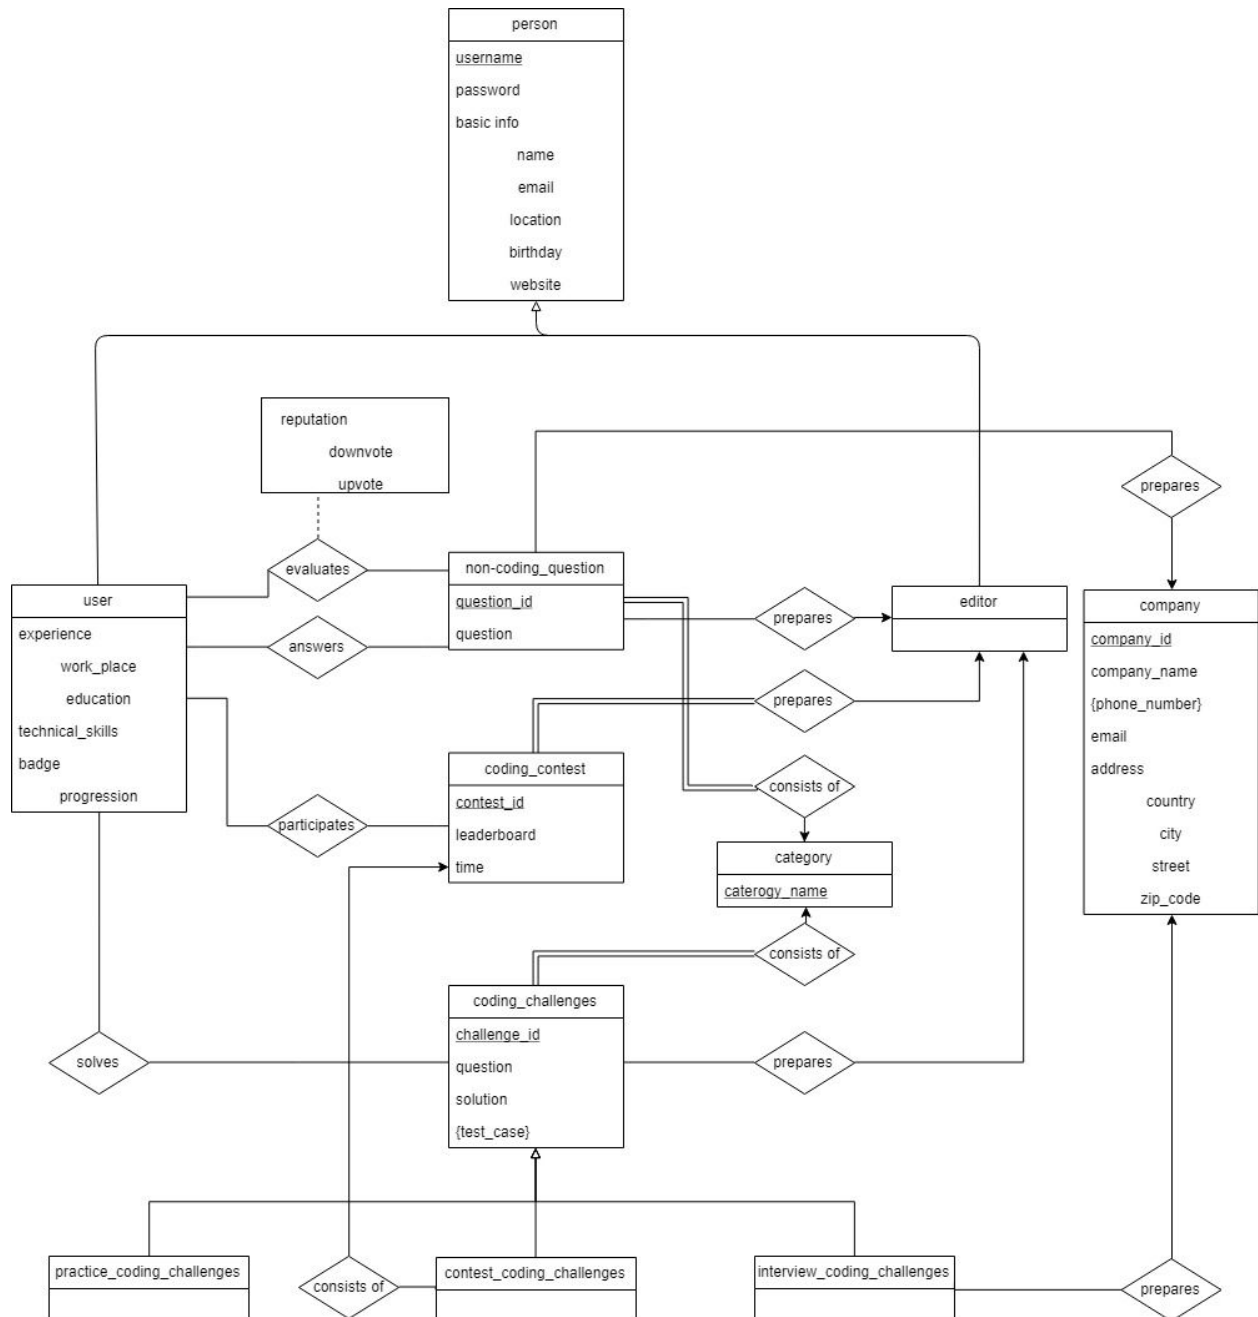 person
username
password
basic info
name
email
location
birthday
website
reputation
downvote
upvote
prepares
evaluates
non-coding_question
question_id
question
user
experience
work_place
education
technical_skills
badge
progression
answers
prepares
editor
company
company_id
company_name
{phone_number}
email
address
country
city
street
zip_code
prepares
coding_contest
contest_id
leaderboard
time
participates
consists of
category
caterogy_name
consists of
coding_challenges
challenge_id
question
solution
{test_case}
solves
prepares
practice_coding_challenges
consists of
contest_coding_challenges
interview_coding_challenges
prepares